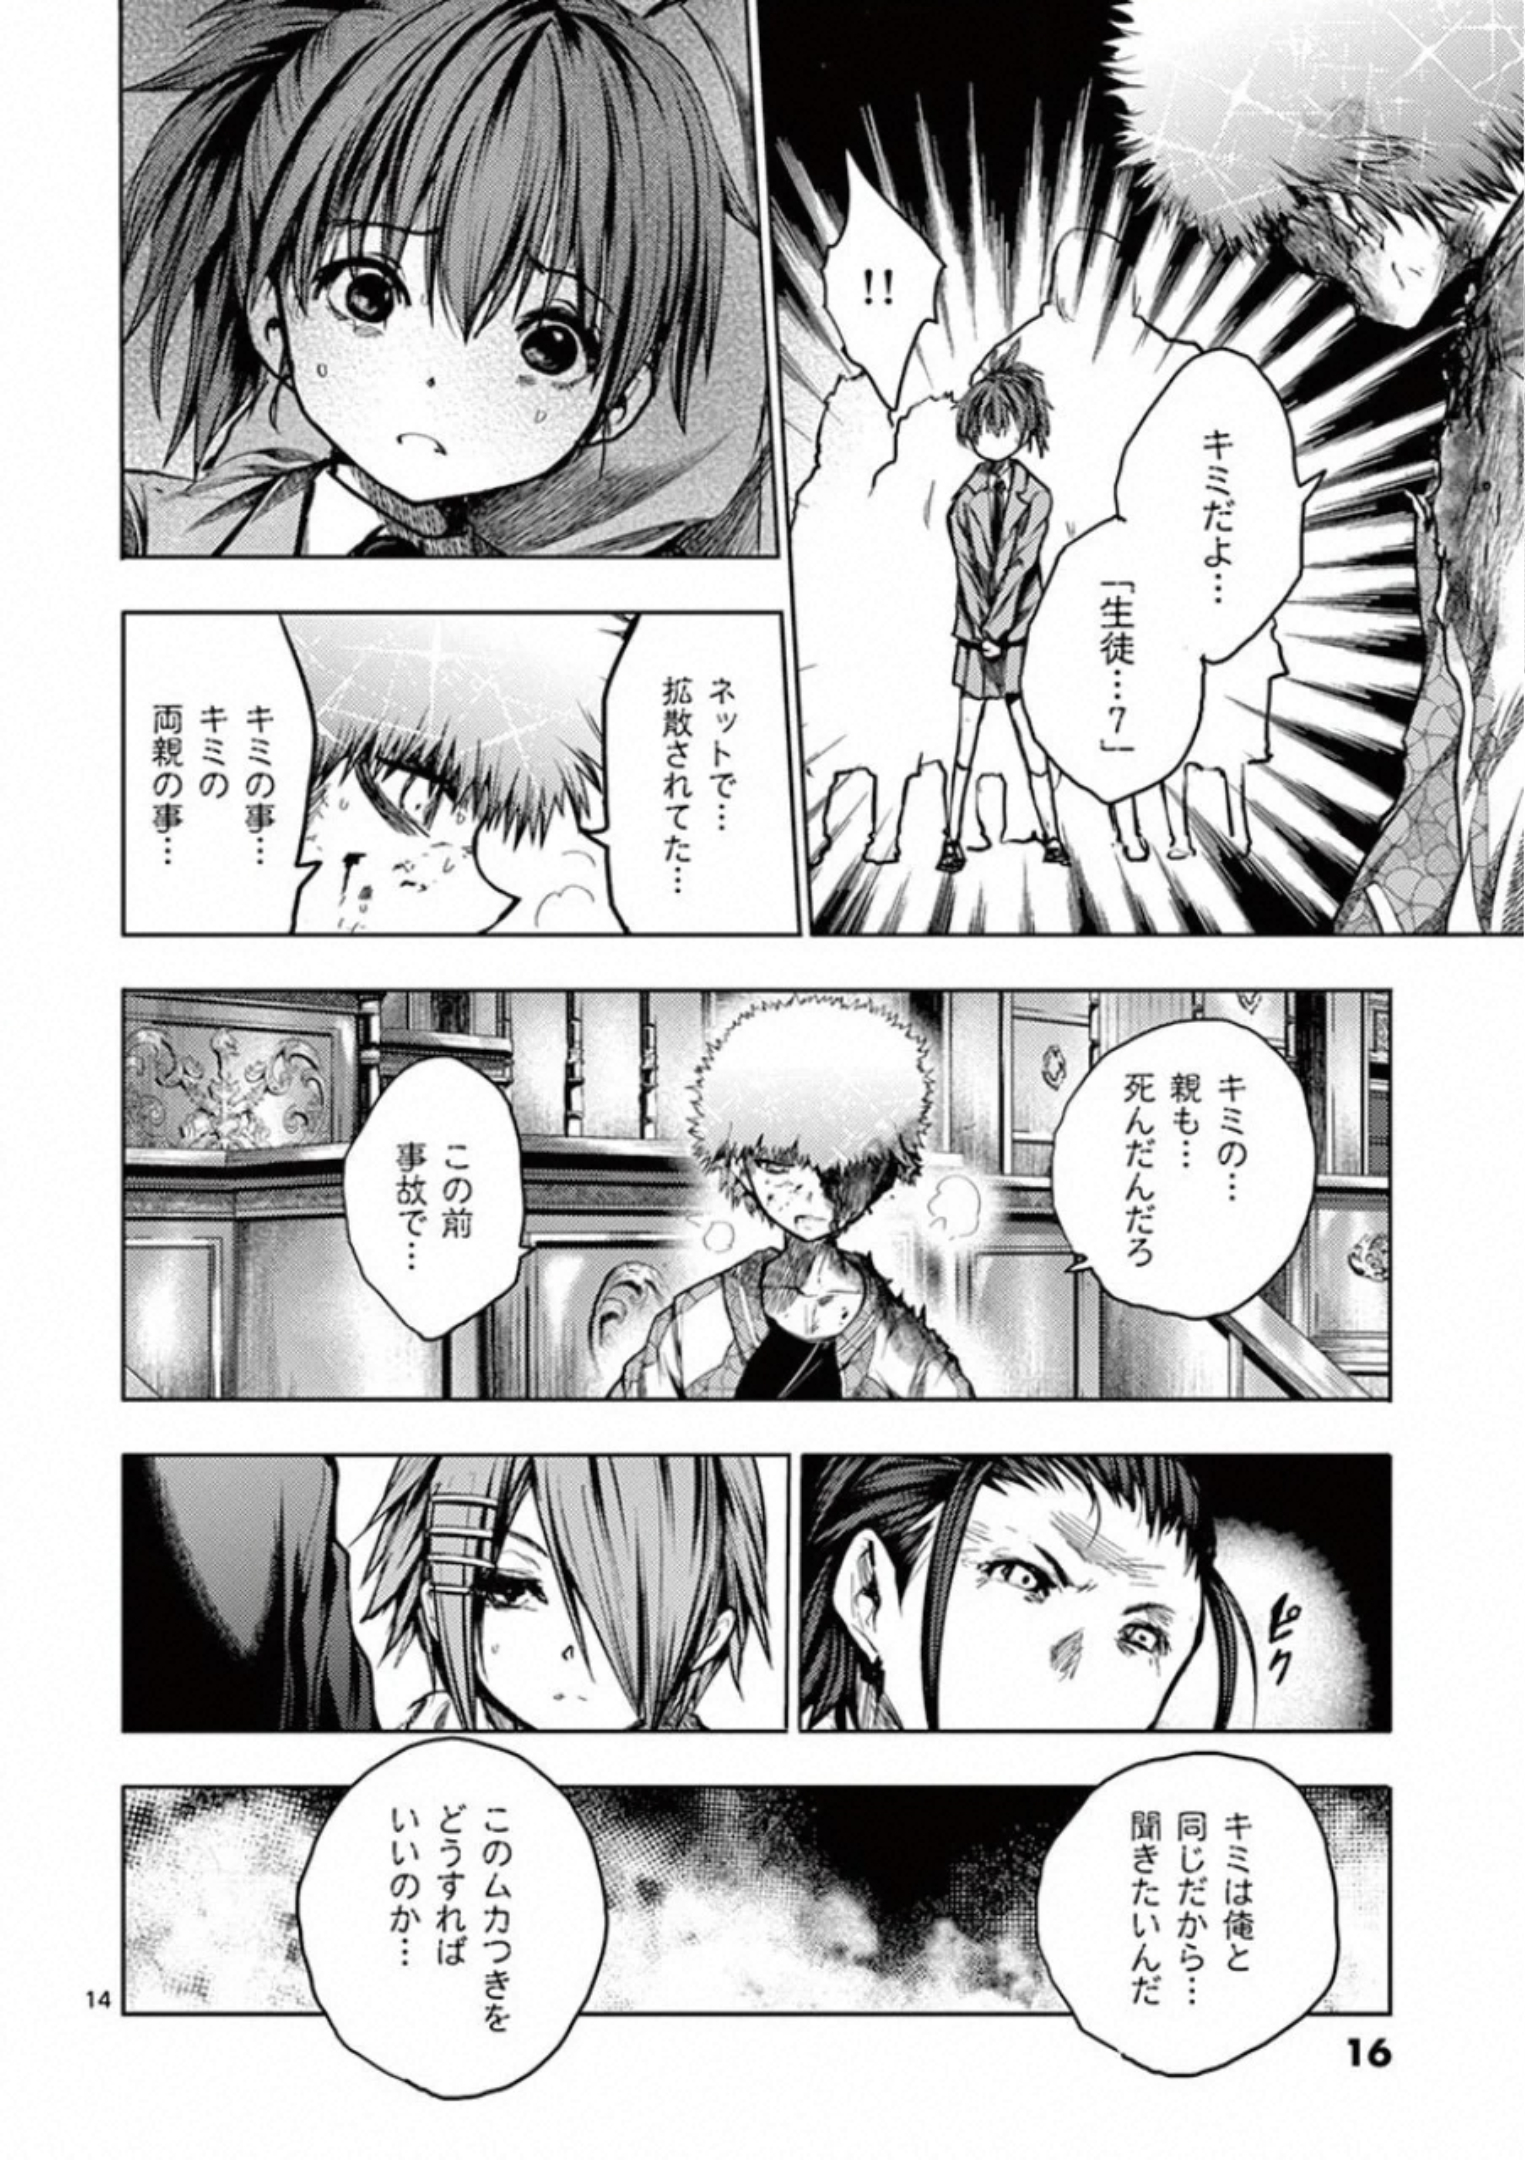 キミだよ…
「生徒…7」
!!
ネットで…
拡散されてた…
キミの事…
キミの
両親の事…
キミの…
親も…
死んだんだろ
この前
事故で…
ピク
キミは俺と
同じだから…
聞きたいんだ
このムカつきを
どうすれば
いいのか…
14
16